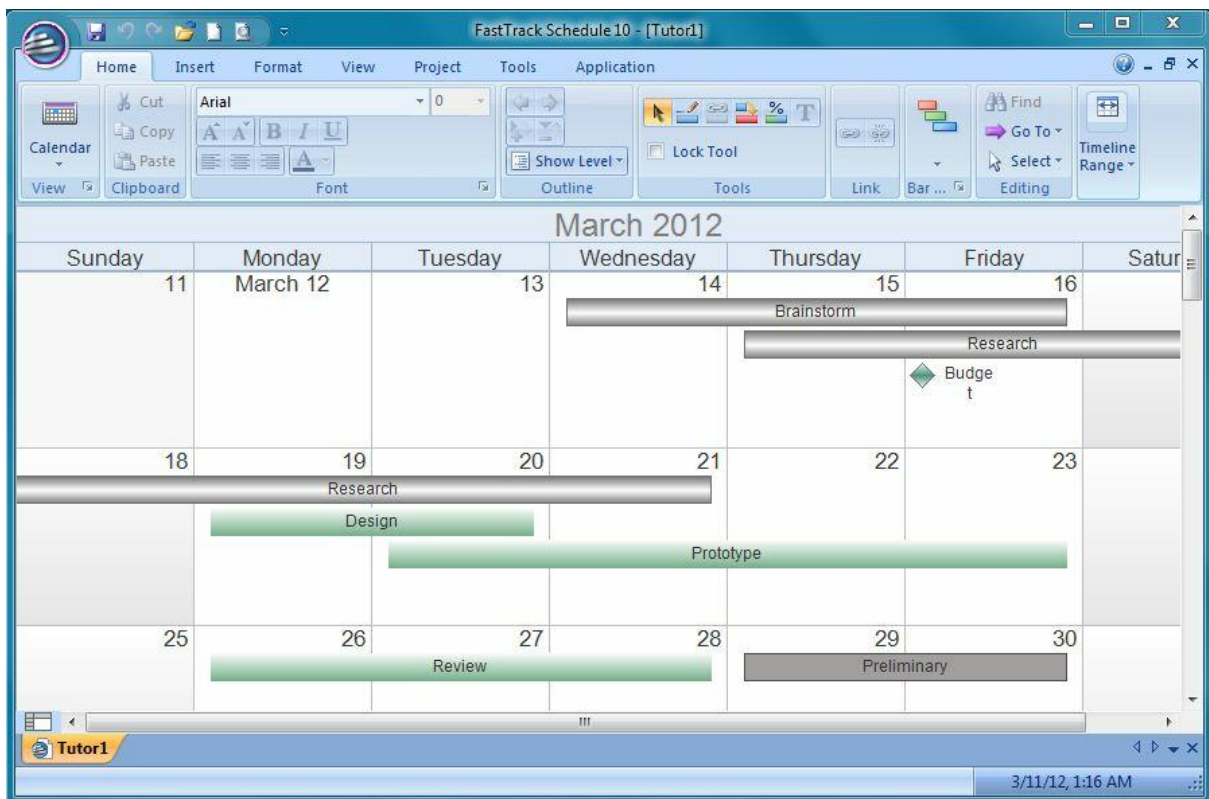 FastTrack Schedule 10 - [Tutor1]
Home Insert Format View Project Tools Application
Calendar
View
Cut
Copy
Paste
Clipboard
Arial 0
A A B I U
A
Font
Show Level
Outline
% T
Lock Tool
Tools
Link
Bar ...
Find
Go To
Select
Editing
Timeline
Range
March 2012
Sunday Monday Tuesday Wednesday Thursday Friday Satur
11 March 12 13 14 15 16
Brainstorm
Research
Budge
t
18 19 20 21 22 23
Research
Design
Prototype
25 26 27 28 29 30
Review Preliminary
Tutor1
3/11/12, 1:16 AM